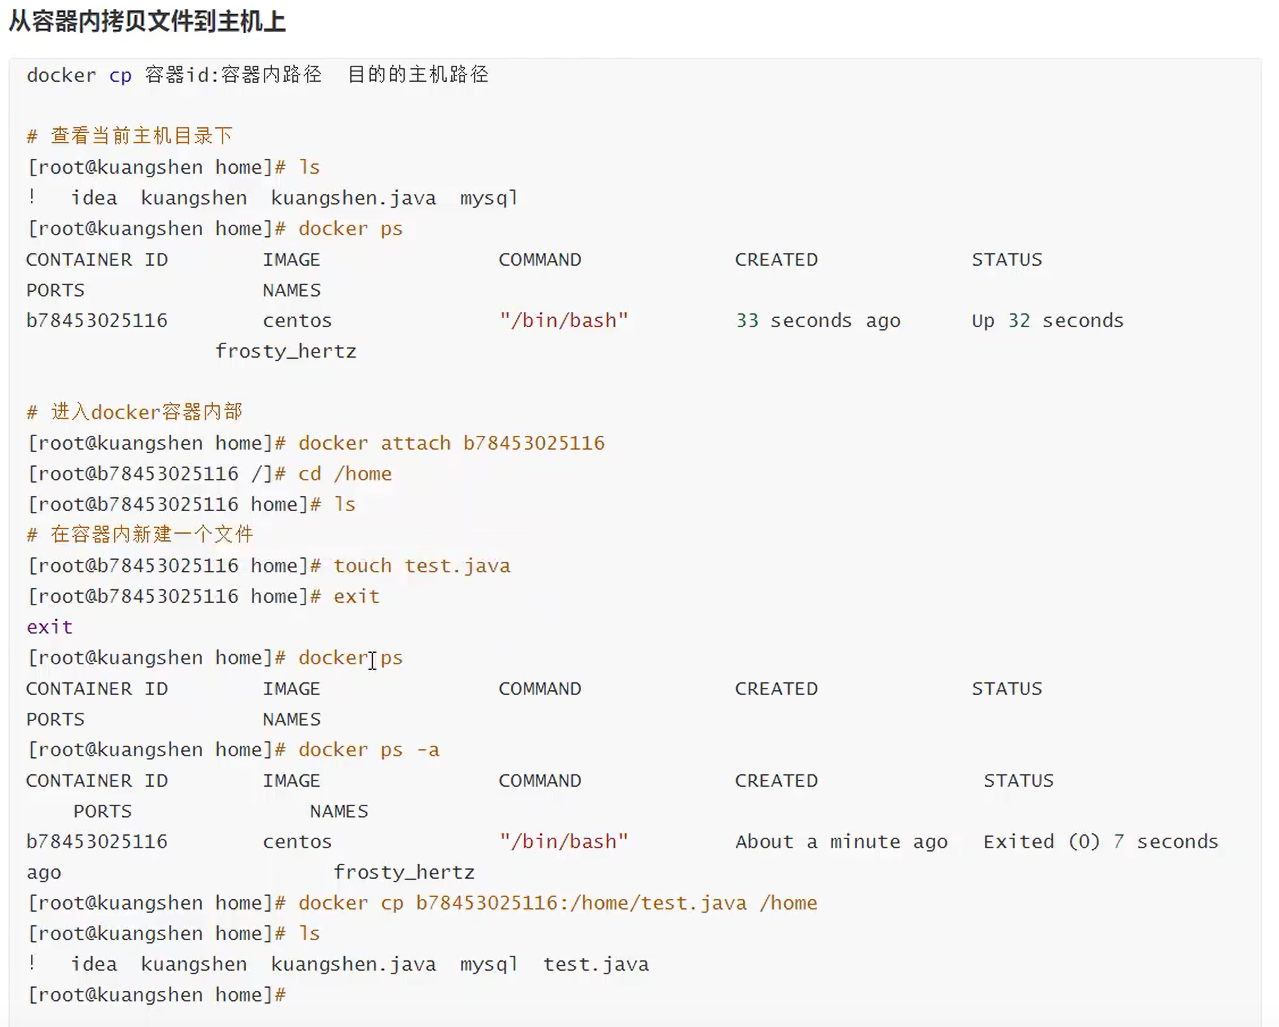 从容器内拷贝文件到主机上
docker cp 容器id:容器内路径  目的的主机路径
# 查看当前主机目录下
[root@kuangshen home]# ls
!   idea  kuangshen  kuangshen.java  mysql
[root@kuangshen home]# docker ps
CONTAINER ID        IMAGE               COMMAND             CREATED             STATUS
PORTS               NAMES
b78453025116        centos              "/bin/bash"         33 seconds ago      Up 32 seconds
                frosty_hertz
# 进入docker容器内部
[root@kuangshen home]# docker attach b78453025116
[root@b78453025116 /]# cd /home
[root@b78453025116 home]# ls
# 在容器内新建一个文件
[root@b78453025116 home]# touch test.java
[root@b78453025116 home]# exit
exit
[root@kuangshen home]# docker ps
CONTAINER ID        IMAGE               COMMAND             CREATED             STATUS
PORTS               NAMES
[root@kuangshen home]# docker ps -a
CONTAINER ID        IMAGE               COMMAND             CREATED              STATUS
    PORTS               NAMES
b78453025116        centos              "/bin/bash"         About a minute ago   Exited (0) 7 seconds
ago                       frosty_hertz
[root@kuangshen home]# docker cp b78453025116:/home/test.java /home
[root@kuangshen home]# ls
!   idea  kuangshen  kuangshen.java  mysql  test.java
[root@kuangshen home]#